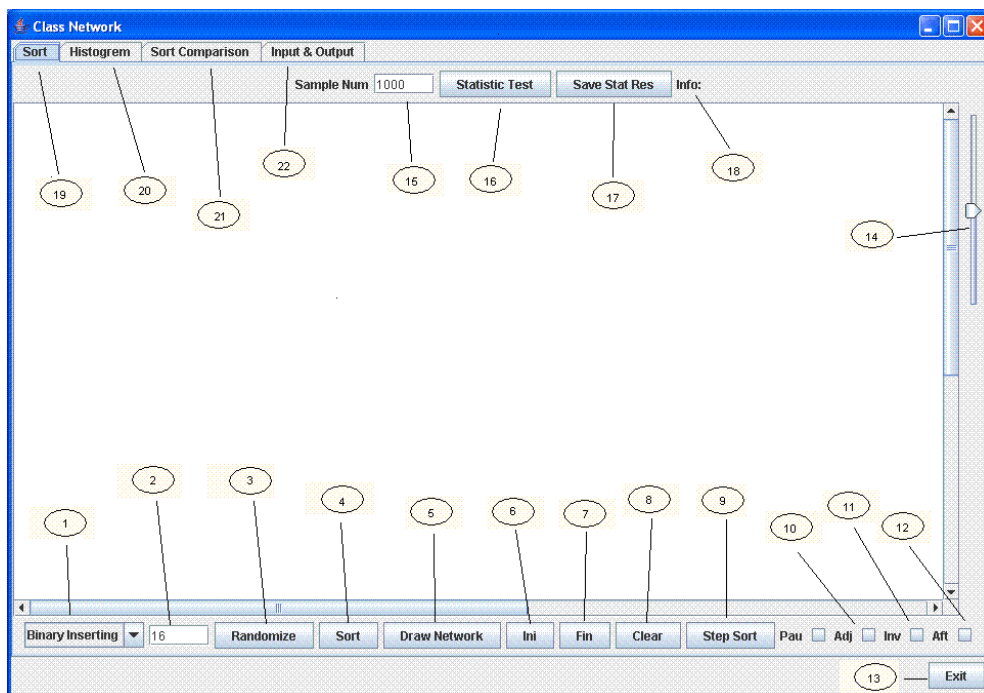 Class Network
Sort Histogrem Sort Comparison Input & Output
Sample Num 1000 Statistic Test Save Stat Res Info:
22
15 16 18
19 20 17
21
14
2 3
4 8 9
1 5 6 7 10 11 12
Binary Inserting 16 Randomize Sort Draw Network Ini Fin Clear Step Sort Pau Adj Inv Aft
13 Exit